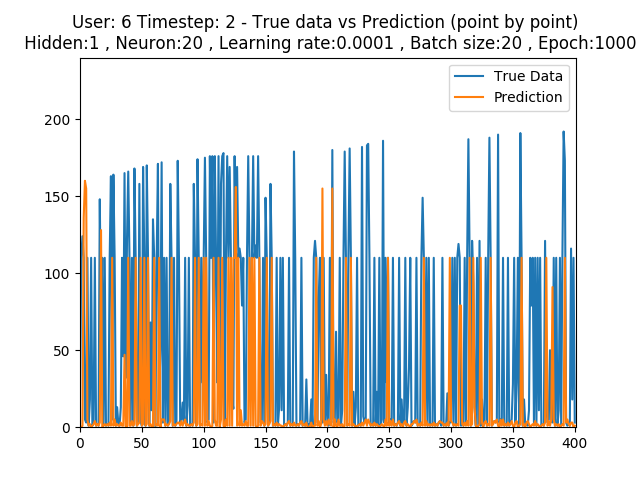 User: 6 Timestep: 2 - True data vs Prediction (point by point)
Hidden:1 , Neuron:20 , Learning rate:0.0001 , Batch size:20 , Epoch:1000
True Data
Prediction
200
150
100
50
0
0 50 100 150 200 250 300 350 400